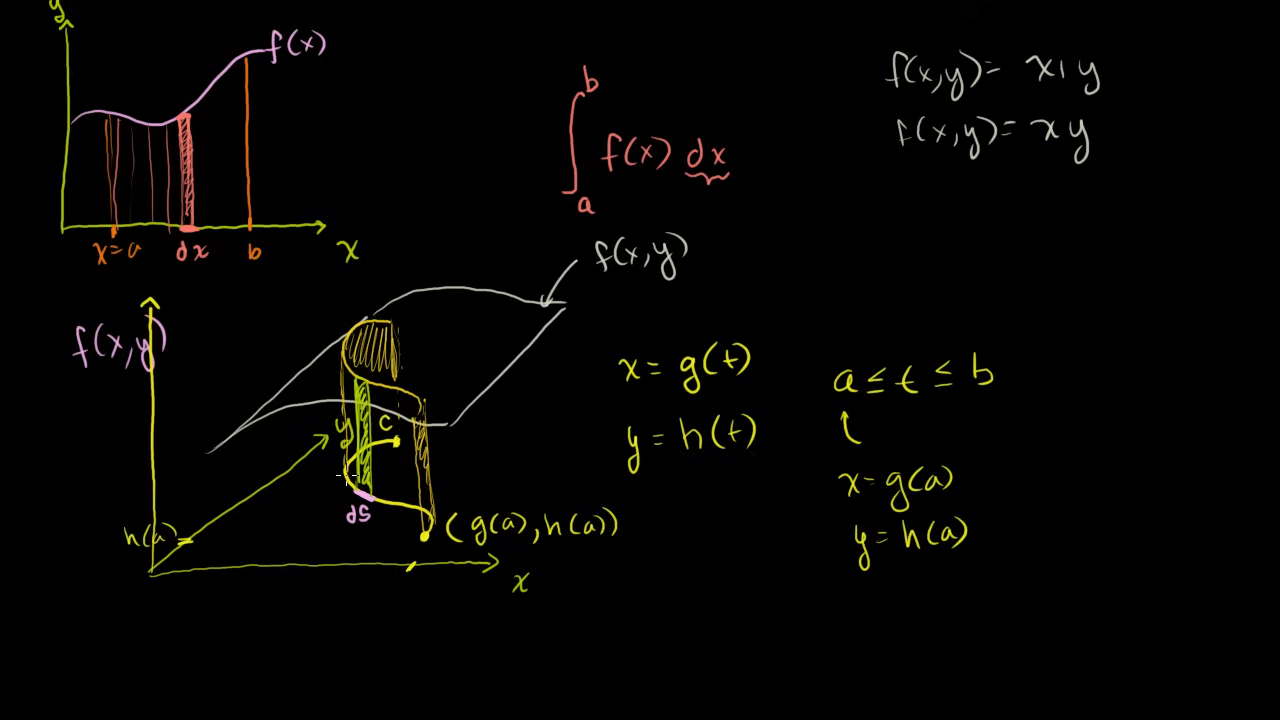 y
f(x)
x=a
dx
b
x
b
∫ f(x) dx
a
f(x,y)= x+y
f(x,y)= xy
f(x,y)
f(x,y)
y
c
ds
h(a)
(g(a), h(a))
x
x= g(t)
y = h(t)
a ≤ t ≤ b
x= g(a)
y = h(a)